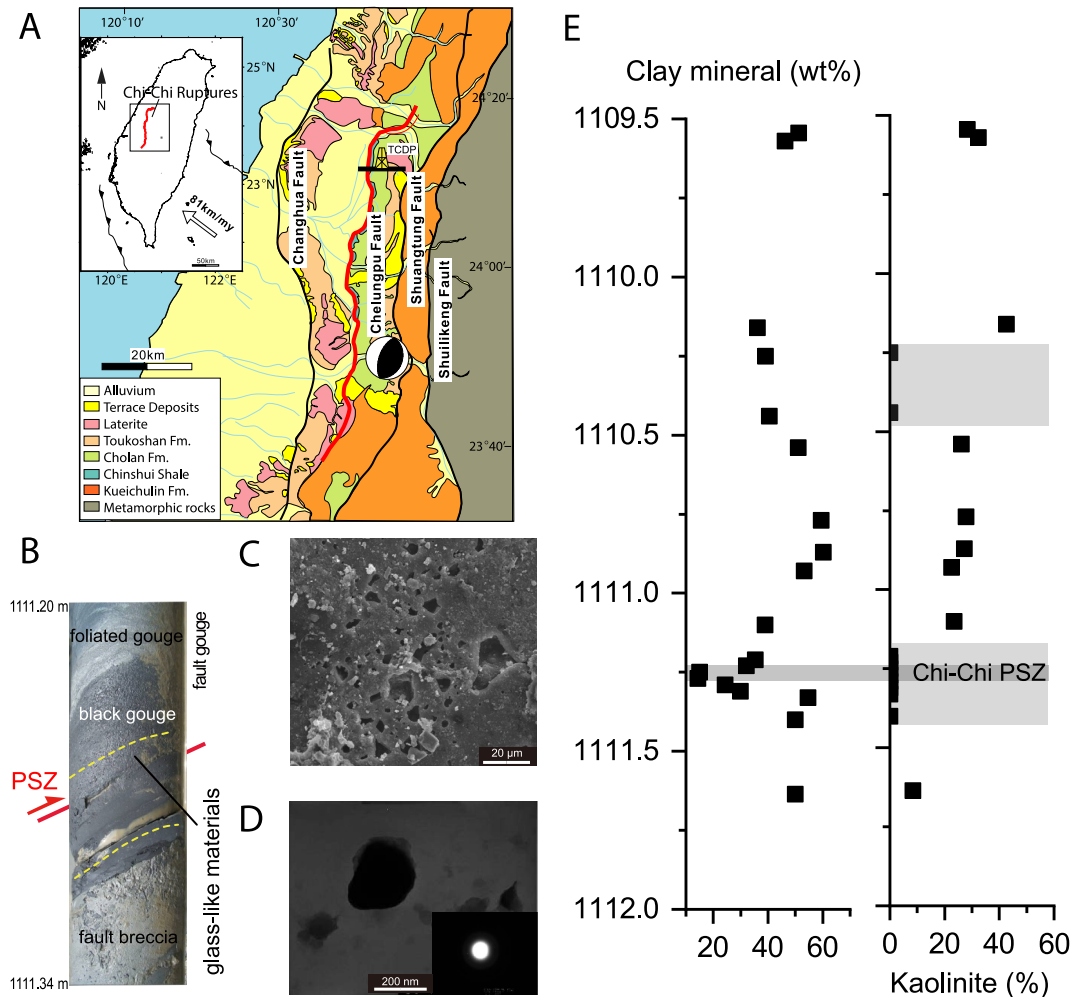 A
120°10'
120°30'
25°N
N
Chi-Chi Ruptures
23°N
81km/my
50km
120°E
122°E
24°20'
24°00'
23°40'
TCDP
Changhua Fault
Chelungpu Fault
Shuangtung Fault
Shuilikeng Fault
20km
Alluvium
Terrace Deposits
Laterite
Toukoshan Fm.
Cholan Fm.
Chinshui Shale
Kueichulin Fm.
Metamorphic rocks
B
1111.20 m
foliated gouge
fault gouge
black gouge
PSZ
glass-like materials
fault breccia
1111.34 m
C
20 µm
D
200 nm
E
Clay mineral (wt%)
1109.5
1110.0
1110.5
1111.0
1111.5
1112.0
Chi-Chi PSZ
20 40 60
0 20 40 60
Kaolinite (%)